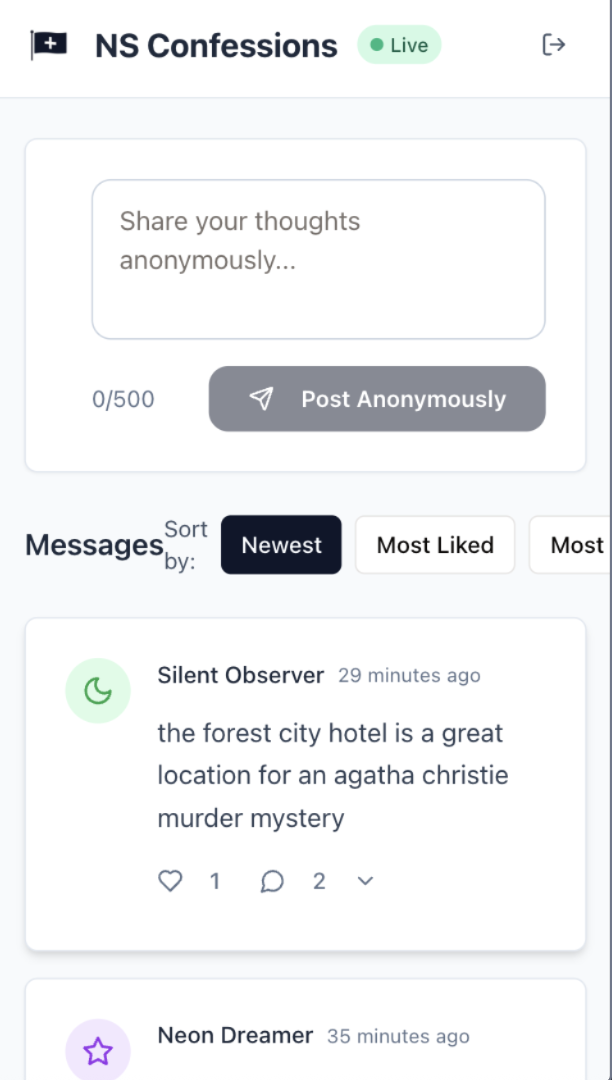 NS Confessions
Live
Share your thoughts
anonymously...
0/500
Post Anonymously
Messages
Sort
by:
Newest
Most Liked
Most
Silent Observer 29 minutes ago
the forest city hotel is a great
location for an agatha christie
murder mystery
1
2
Neon Dreamer 35 minutes ago